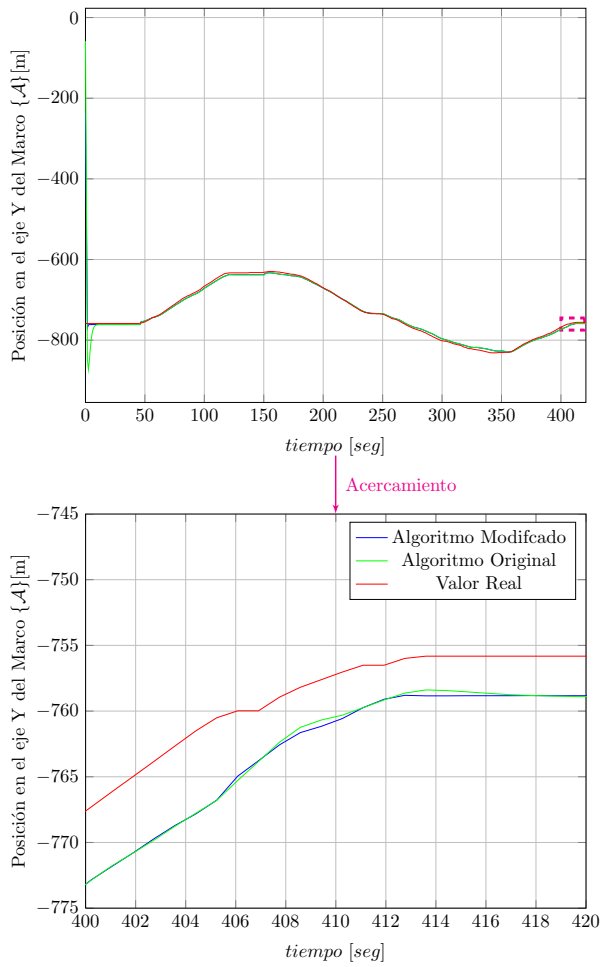 Posición en el eje Y del Marco {𝒜}[m]
0
−200
−400
−600
−800
0 50 100 150 200 250 300 350 400
tiempo [seg]
Acercamiento
Posición en el eje Y del Marco {𝒜}[m]
−745
−750
−755
−760
−765
−770
−775
Algoritmo Modifcado
Algoritmo Original
Valor Real
400 402 404 406 408 410 412 414 416 418 420
tiempo [seg]